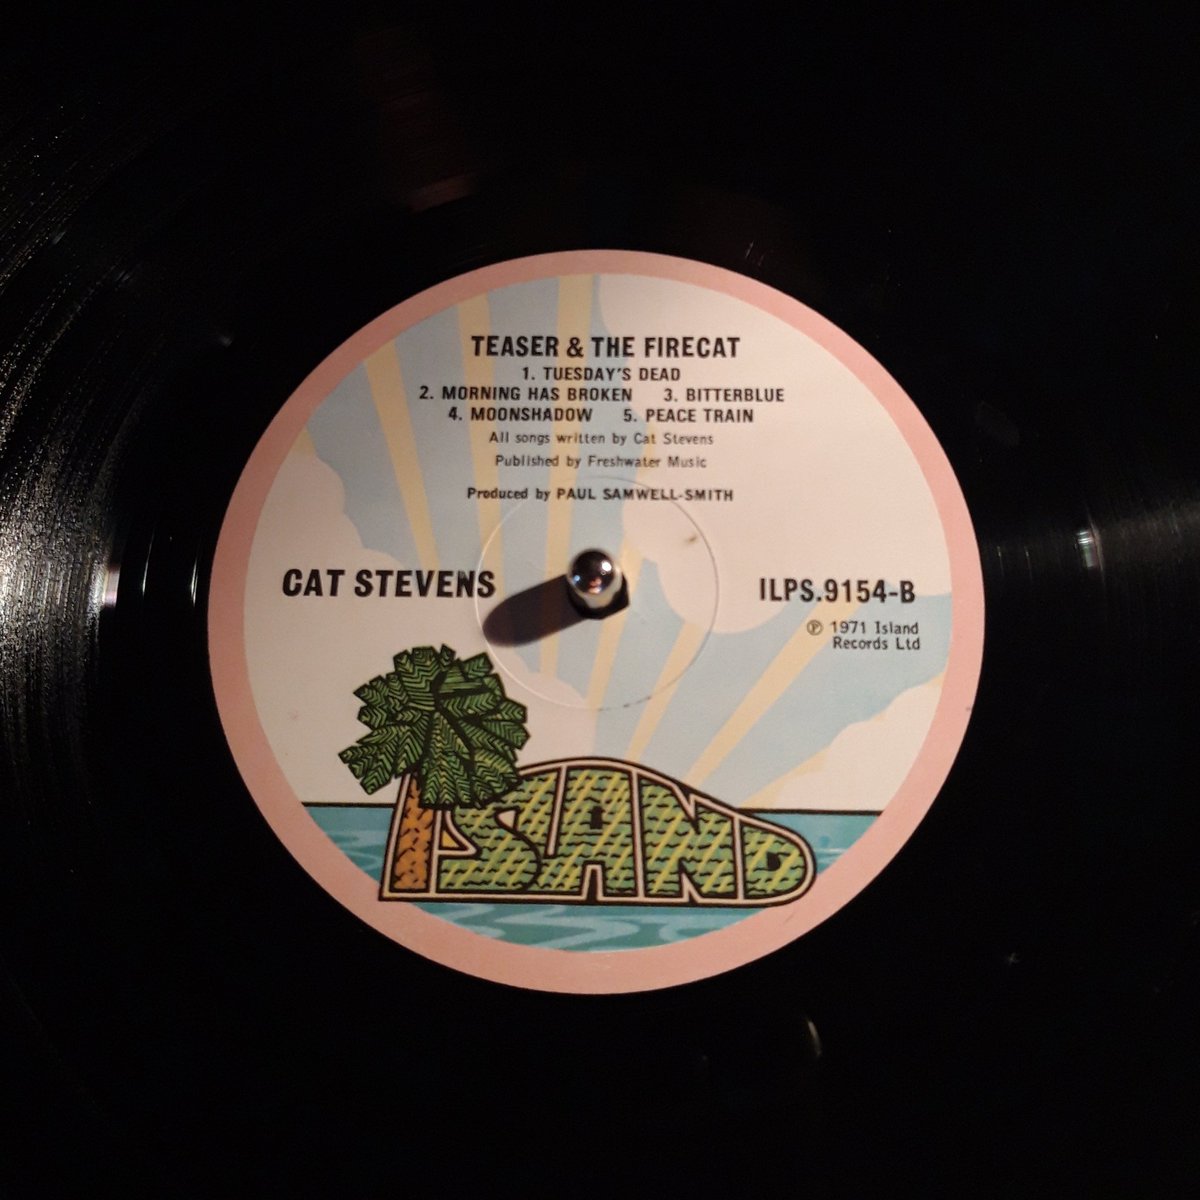 TEASER & THE FIRECAT
1. TUESDAY'S DEAD
2. MORNING HAS BROKEN 3. BITTERBLUE
4. MOONSHADOW 5. PEACE TRAIN
All songs written by Cat Stevens
Published by Freshwater Music
Produced by PAUL SAMWELL-SMITH
CAT STEVENS
ILPS.9154-B
℗ 1971 Island
Records Ltd
ISLAND